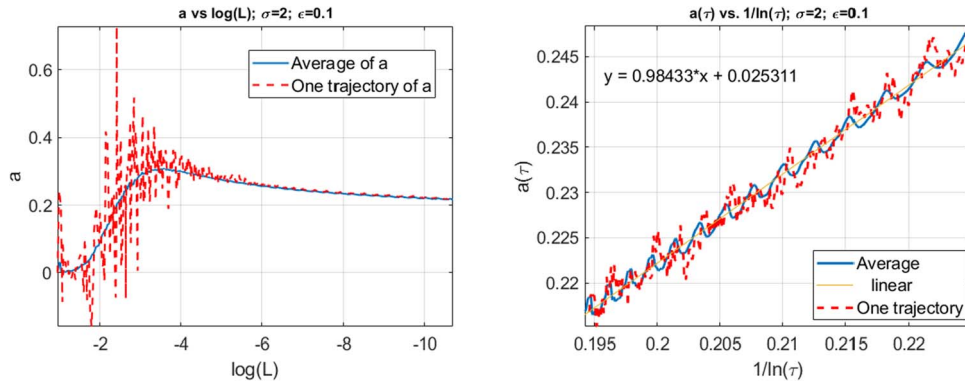 a vs log(L); σ=2; ϵ=0.1
0.6
0.4
0.2
0
a
Average of a
One trajectory of a
-2
-4
-6
-8
-10
log(L)
a(τ) vs. 1/ln(τ); σ=2; ϵ=0.1
0.245
0.24
0.235
0.23
0.225
0.22
a(τ)
y = 0.98433*x + 0.025311
Average
linear
One trajectory
0.195
0.2
0.205
0.21
0.215
0.22
1/ln(τ)